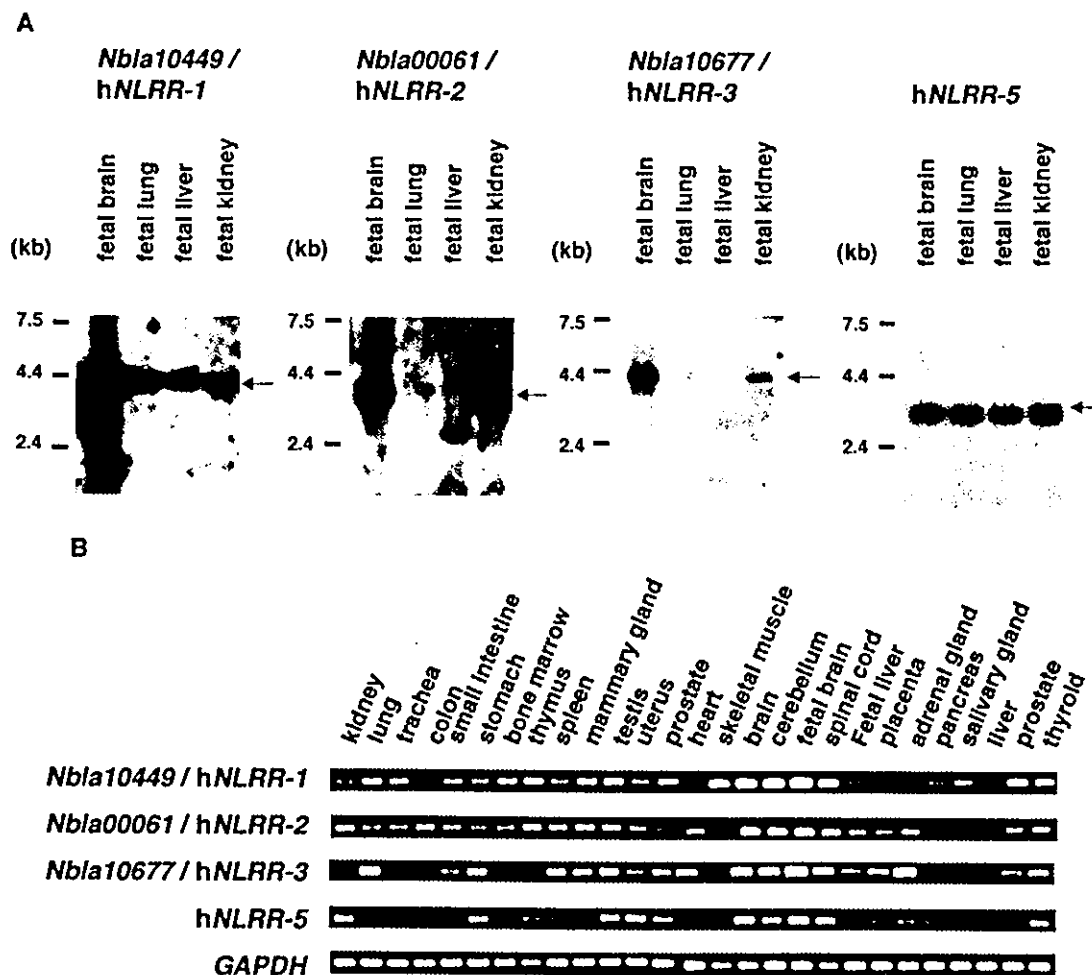 A
Nbla10449 /
hNLRR-1
Nbla00061 /
hNLRR-2
Nbla10677 /
hNLRR-3
hNLRR-5
(kb)
fetal brain
fetal lung
fetal liver
fetal kidney
(kb)
fetal brain
fetal lung
fetal liver
fetal kidney
(kb)
fetal brain
fetal lung
fetal liver
fetal kidney
(kb)
fetal brain
fetal lung
fetal liver
fetal kidney
7.5
4.4
2.4
7.5
4.4
2.4
7.5
4.4
2.4
7.5
4.4
2.4
B
kidney
lung
trachea
colon
small intestine
stomach
bone marrow
thymus
spleen
mammary gland
testis
uterus
prostate
heart
skeletal muscle
brain
cerebellum
fetal brain
spinal cord
Fetal liver
placenta
adrenal gland
pancreas
salivary gland
liver
prostate
thyroid
Nbla10449 / hNLRR-1
Nbla00061 / hNLRR-2
Nbla10677 / hNLRR-3
hNLRR-5
GAPDH